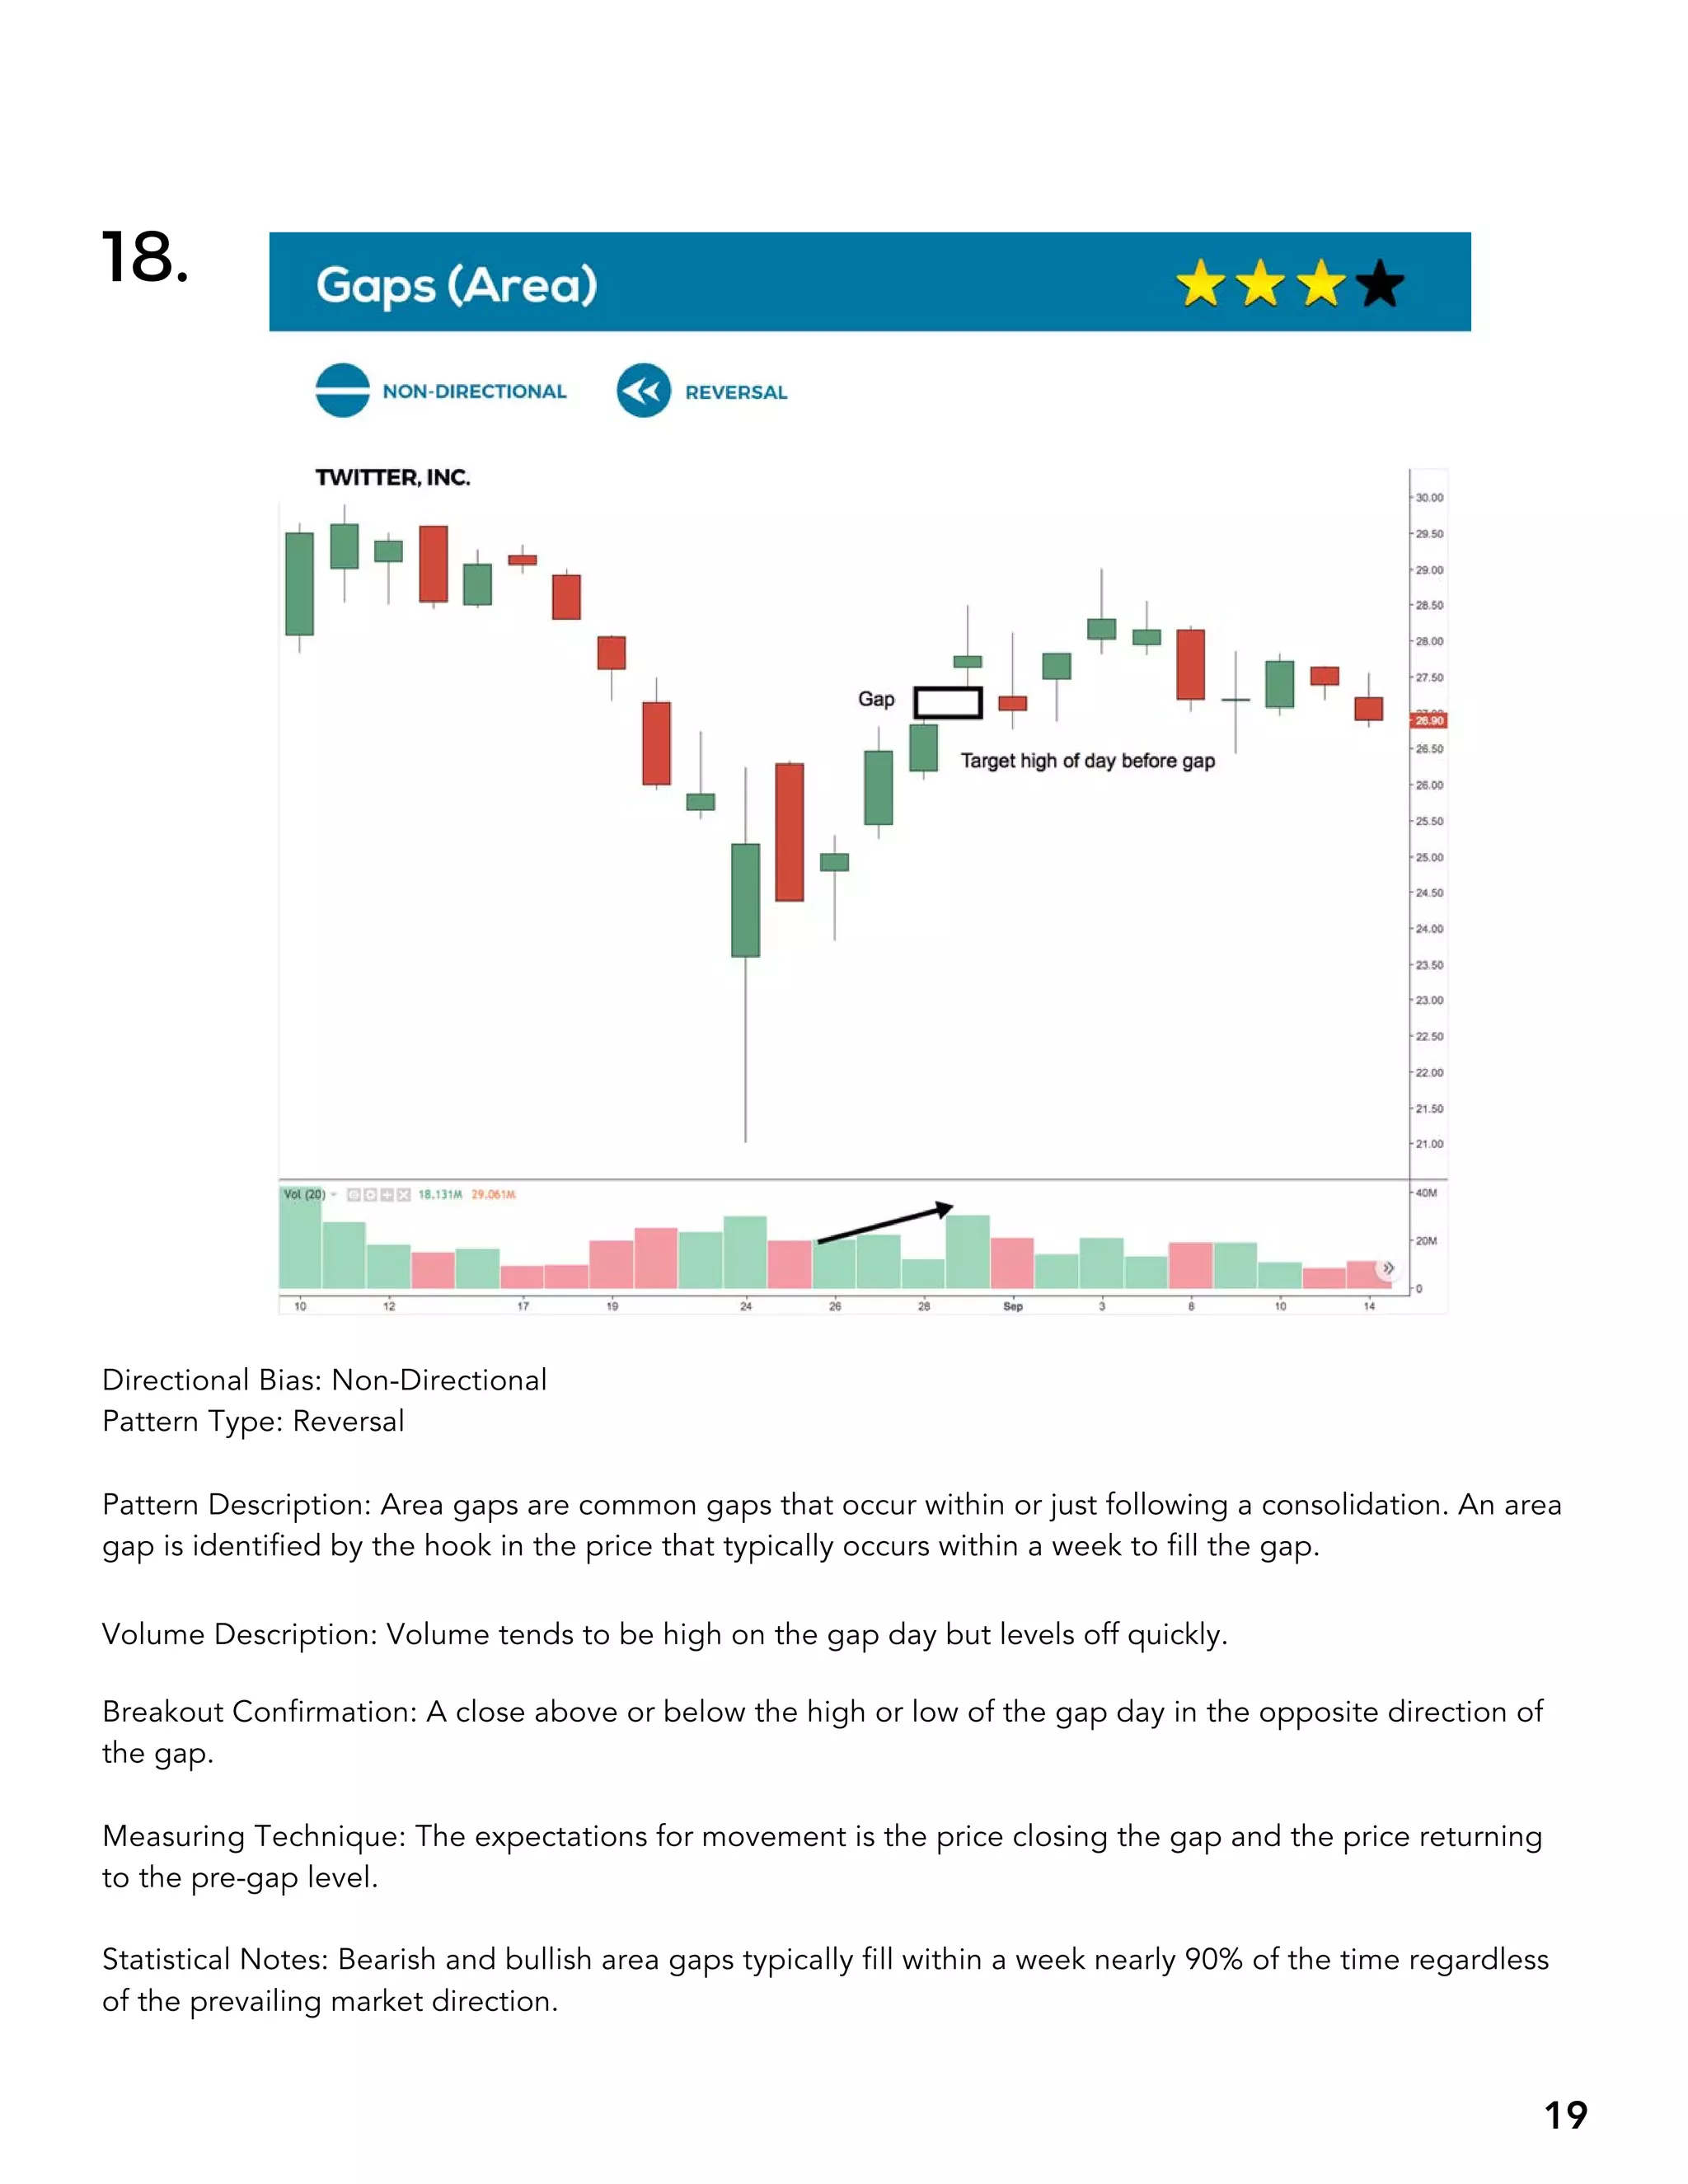 18.
Gaps (Area)
NON-DIRECTIONAL
REVERSAL
TWITTER, INC.
30.00
29.50
29.00
28.50
28.00
27.50
Gap
26.90
Target high of day before gap
26.50
26.00
25.50
25.00
24.50
24.00
23.50
23.00
22.50
22.00
21.50
21.00
Vol (20) 18.131M 29.061M
40M
20M
0
10 12 17 19 24 26 28 Sep 3 8 10 14
Directional Bias: Non-Directional
Pattern Type: Reversal
Pattern Description: Area gaps are common gaps that occur within or just following a consolidation. An area
gap is identified by the hook in the price that typically occurs within a week to fill the gap.
Volume Description: Volume tends to be high on the gap day but levels off quickly.
Breakout Confirmation: A close above or below the high or low of the gap day in the opposite direction of
the gap.
Measuring Technique: The expectations for movement is the price closing the gap and the price returning
to the pre-gap level.
Statistical Notes: Bearish and bullish area gaps typically fill within a week nearly 90% of the time regardless
of the prevailing market direction.
19